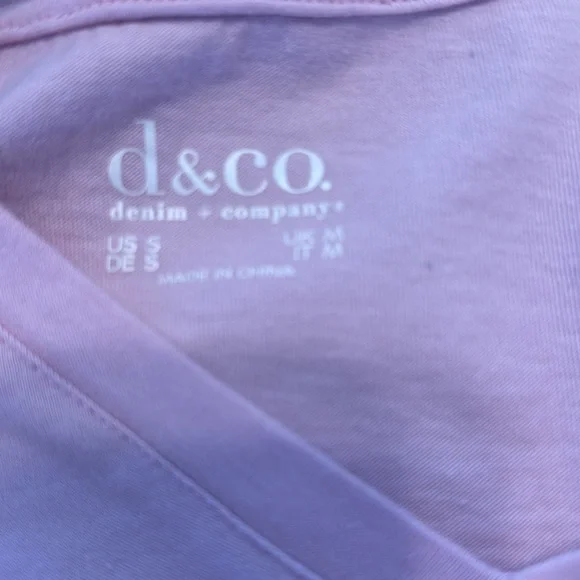 d&co.
denim + company®
US S UK M
DE S IT M
MADE IN CHINA